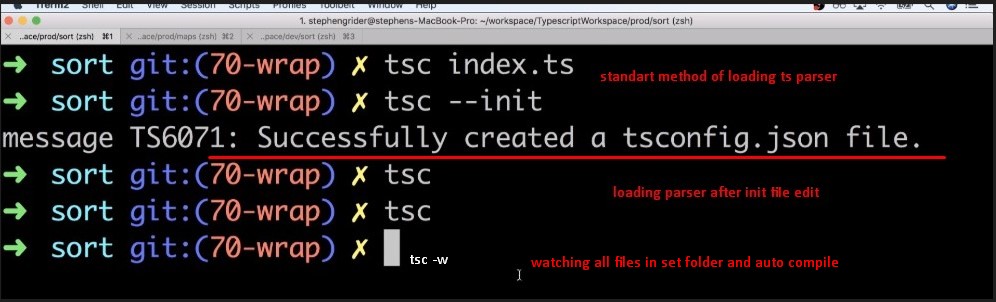 iTerm2 Shell Edit View Session Scripts Profiles Toolbelt Window Help
1. stephengrider@stephens-MacBook-Pro: ~/workspace/TypescriptWorkspace/prod/sort (zsh)
× ..ace/prod/sort (zsh) ⌘1 × ..ace/prod/maps (zsh) ⌘2 × ..pace/dev/sort (zsh) ⌘3
➜ sort git:(70-wrap) ✗ tsc index.ts standart method of loading ts parser
➜ sort git:(70-wrap) ✗ tsc --init
message TS6071: Successfully created a tsconfig.json file.
➜ sort git:(70-wrap) ✗ tsc loading parser after init file edit
➜ sort git:(70-wrap) ✗ tsc
➜ sort git:(70-wrap) ✗ tsc -w watching all files in set folder and auto compile